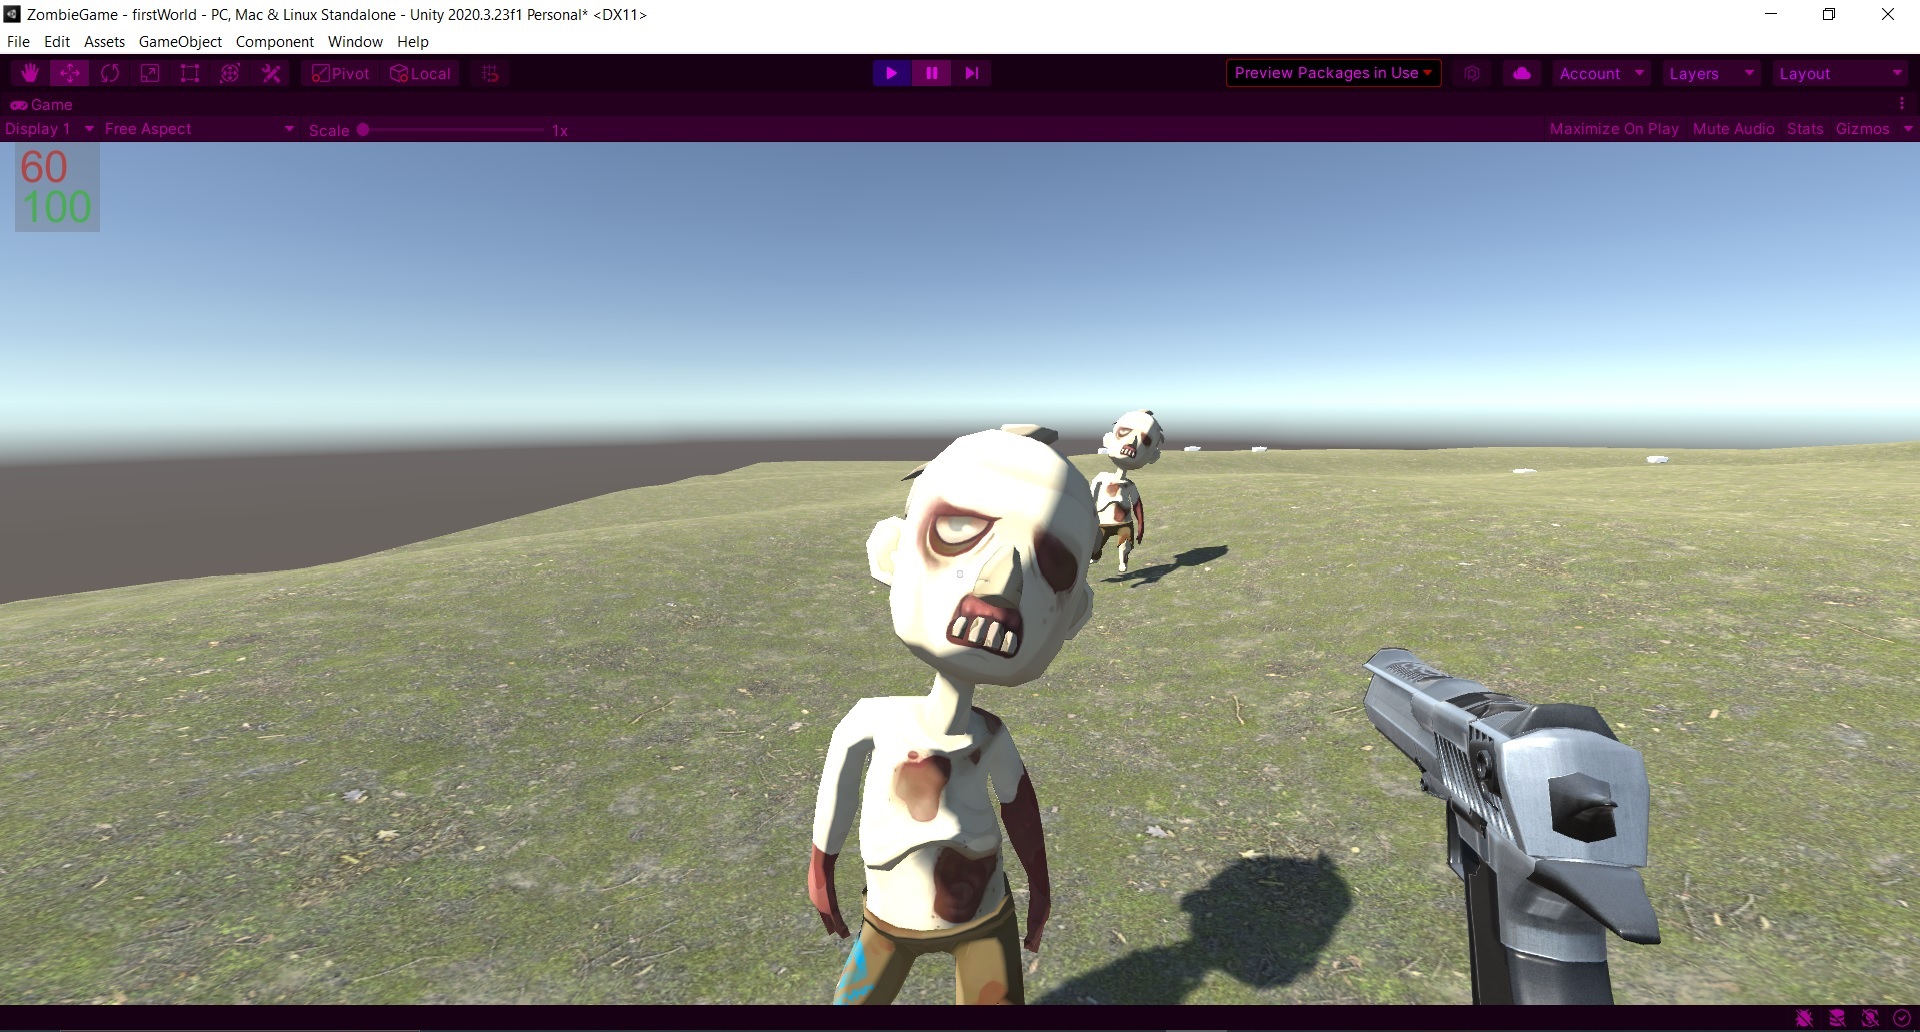 ZombieGame - firstWorld - PC, Mac & Linux Standalone - Unity 2020.3.23f1 Personal* <DX11>
File Edit Assets GameObject Component Window Help
Pivot Local Preview Packages in Use Account Layers Layout
Game
Display 1 Free Aspect Scale 1x Maximize On Play Mute Audio Stats Gizmos
60
100